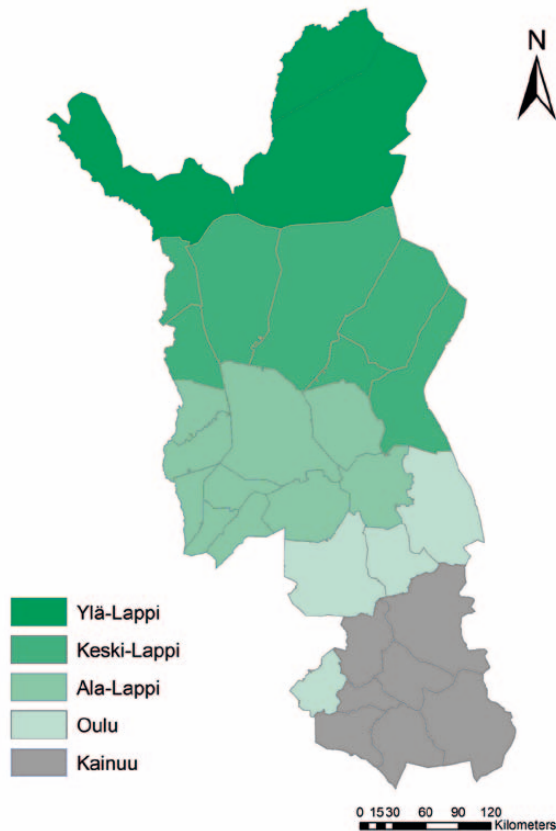 N
Ylä-Lappi
Keski-Lappi
Ala-Lappi
Oulu
Kainuu
0 15 30 60 90 120
Kilometers